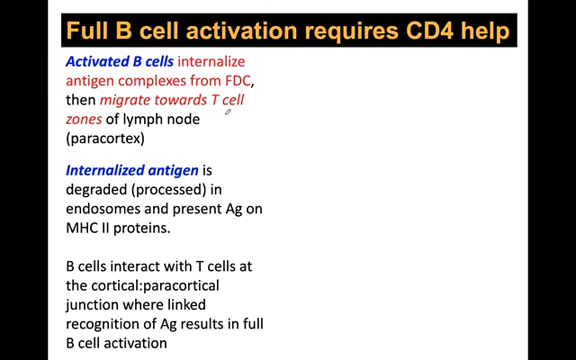 Full B cell activation requires CD4 help
Activated B cells internalize
antigen complexes from FDC,
then migrate towards T cell
zones of lymph node
(paracortex)
Internalized antigen is
degraded (processed) in
endosomes and present Ag on
MHC II proteins.
B cells interact with T cells at
the cortical:paracortical
junction where linked
recognition of Ag results in full
B cell activation